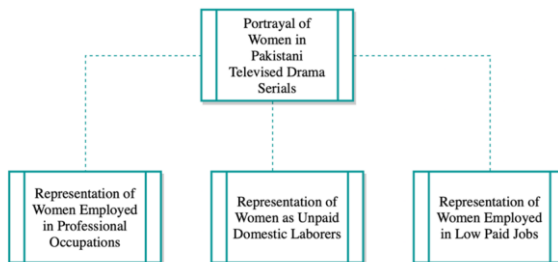 Portrayal of
Women in
Pakistani
Televised Drama
Serials
Representation of
Women Employed
in Professional
Occupations
Representation of
Women as Unpaid
Domestic Laborers
Representation of
Women Employed
in Low Paid Jobs